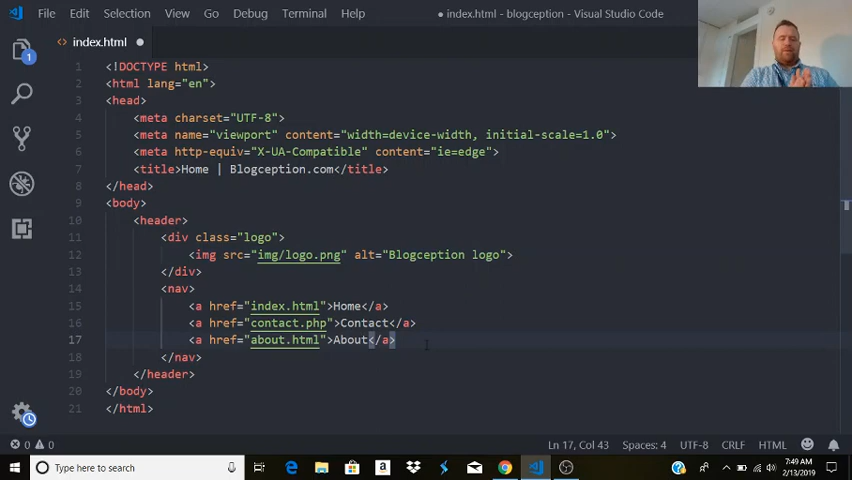 File Edit Selection View Go Debug Terminal Help ● index.html - blogception - Visual Studio Code
<> index.html ●
1 <!DOCTYPE html>
2 <html lang="en">
3 <head>
4 <meta charset="UTF-8">
5 <meta name="viewport" content="width=device-width, initial-scale=1.0">
6 <meta http-equiv="X-UA-Compatible" content="ie=edge">
7 <title>Home | Blogception.com</title>
8 </head>
9 <body>
10 <header>
11 <div class="logo">
12 <img src="img/logo.png" alt="Blogception logo">
13 </div>
14 <nav>
15 <a href="index.html">Home</a>
16 <a href="contact.php">Contact</a>
17 <a href="about.html">About</a>
18 </nav>
19 </header>
20 </body>
21 </html>
1
0 0 Ln 17, Col 43 Spaces: 4 UTF-8 CRLF HTML
Type here to search
7:49 AM
2/13/2019